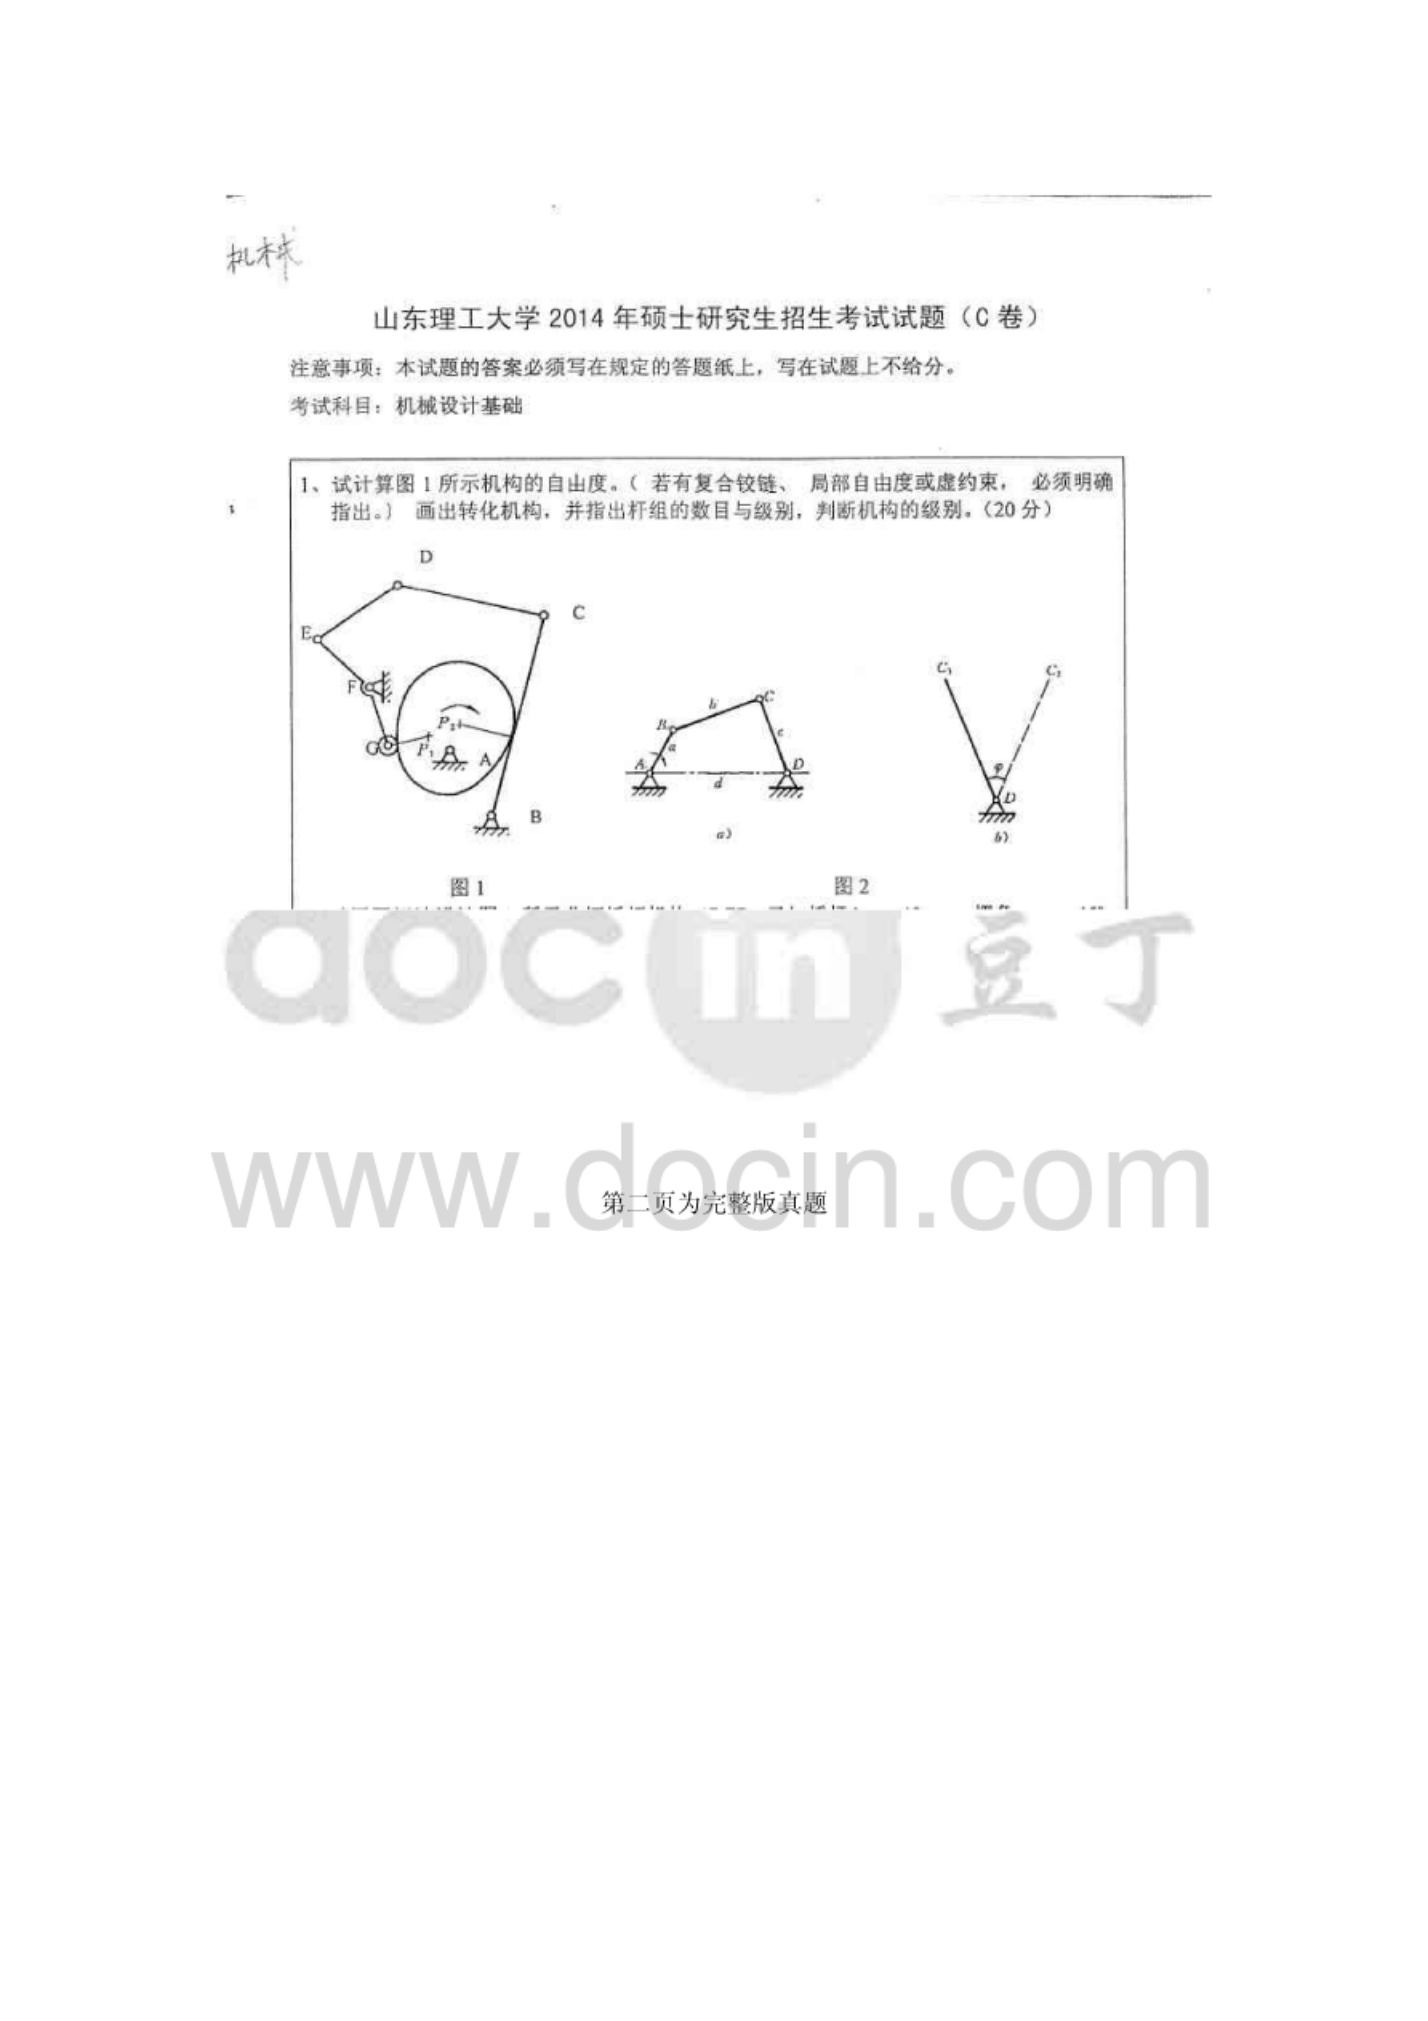 机械
山东理工大学 2014 年硕士研究生招生考试试题（C 卷）
注意事项：本试题的答案必须写在规定的答题纸上，写在试题上不给分。
考试科目：机械设计基础
1、试计算图 1 所示机构的自由度。（ 若有复合铰链、 局部自由度或虚约束， 必须明确
指出。） 画出转化机构，并指出杆组的数目与级别，判断机构的级别。（20 分）
D
C
E
F
G
P₁
P₂
A
B
A
B
C
D
a
b
c
d
a）
C₁
C₂
φ
D
b）
图 1
图 2
docin 豆丁
www.docin.com
第二页为完整版真题